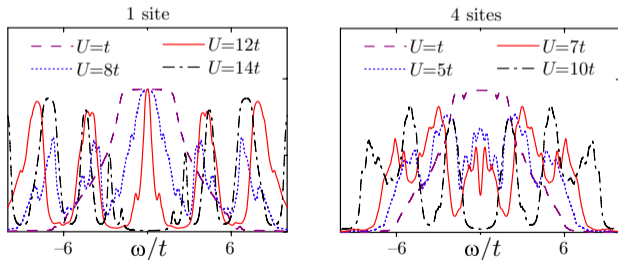 1 site
4 sites
U=t U=12t
U=8t U=14t
U=t U=7t
U=5t U=10t
−6 ω/t 6
−6 ω/t 6